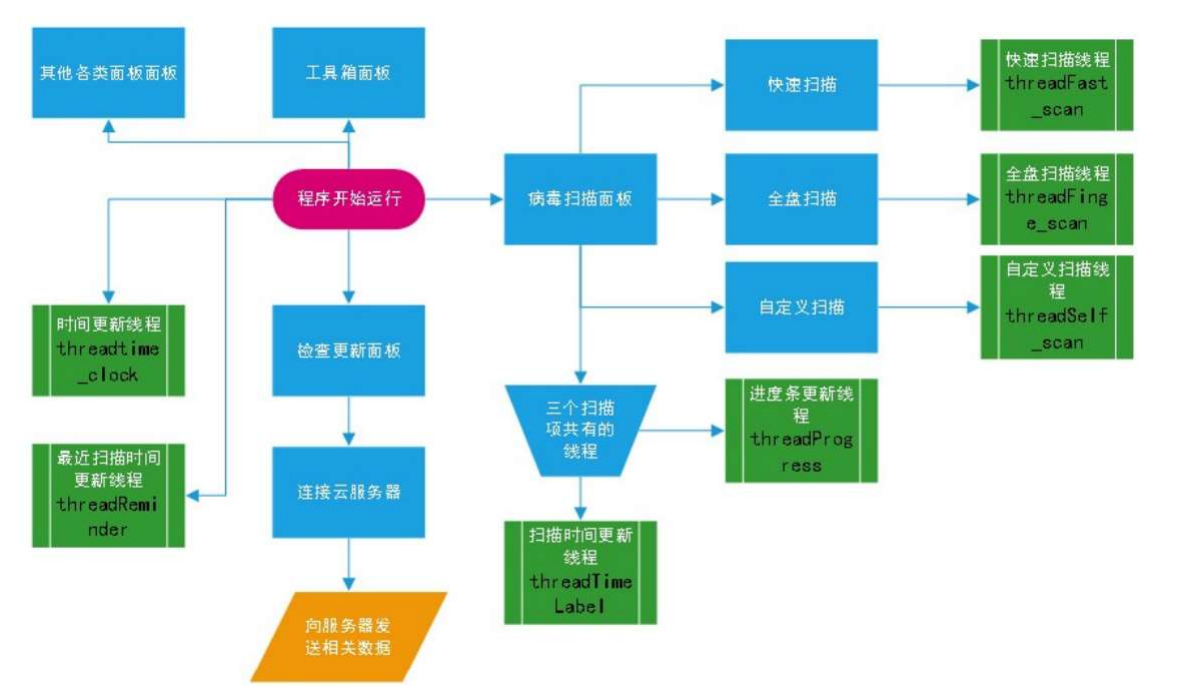 其他各类面板面板
工具箱面板
快速扫描
快速扫描线程
threadFast
_scan
程序开始运行
病毒扫描面板
全盘扫描
全盘扫描线程
threadFing
e_scan
自定义扫描
自定义扫描线
程
threadSelf
_scan
时间更新线程
threadtime
_clock
检查更新面板
三个扫描
项共有的
线程
进度条更新线
程
threadProg
ress
最近扫描时间
更新线程
threadRemi
nder
连接云服务器
扫描时间更新
线程
threadTime
Label
向服务器发
送相关数据